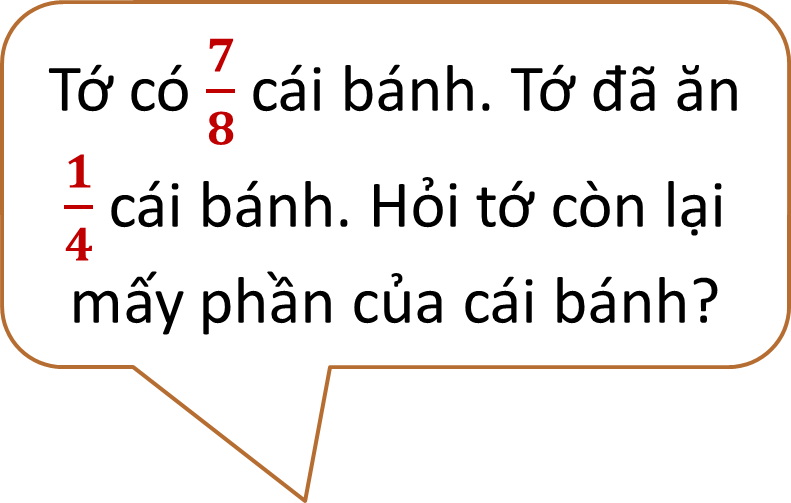 Tớ có 7/8 cái bánh. Tớ đã ăn
1/4 cái bánh. Hỏi tớ còn lại
mấy phần của cái bánh?